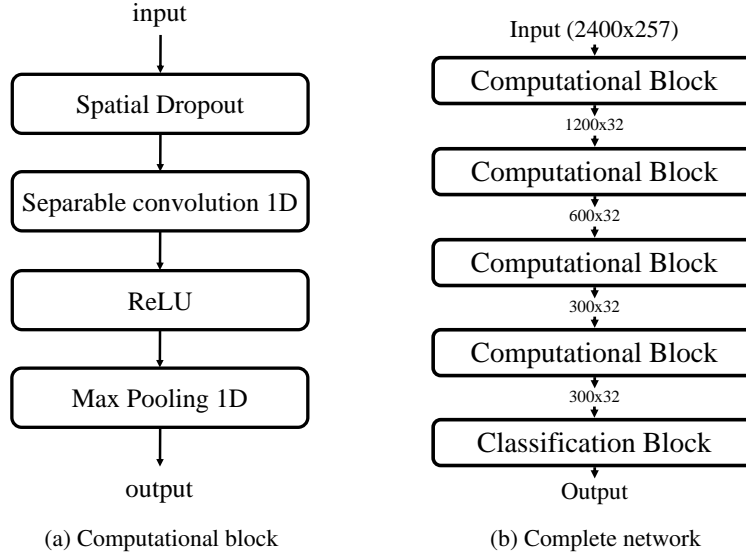 input
Spatial Dropout
Separable convolution 1D
ReLU
Max Pooling 1D
output
(a) Computational block
Input (2400x257)
Computational Block
1200x32
Computational Block
600x32
Computational Block
300x32
Computational Block
300x32
Classification Block
Output
(b) Complete network